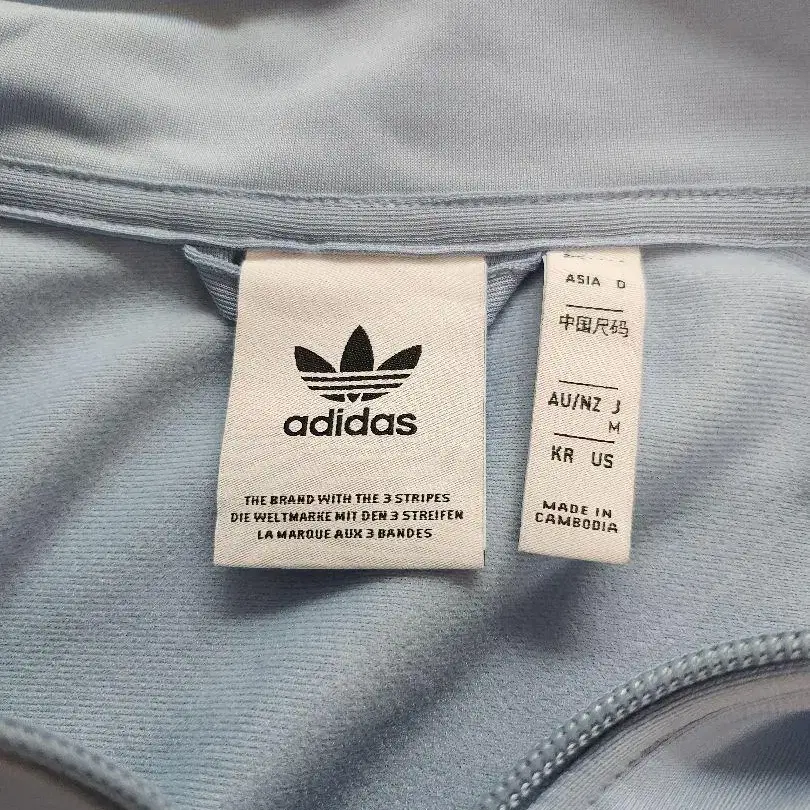 adidas
THE BRAND WITH THE 3 STRIPES
DIE WELTMARKE MIT DEN 3 STREIFEN
LA MARQUE AUX 3 BANDES
ASIA D
中国尺码
AU/NZ J
M
KR US
MADE IN
CAMBODIA